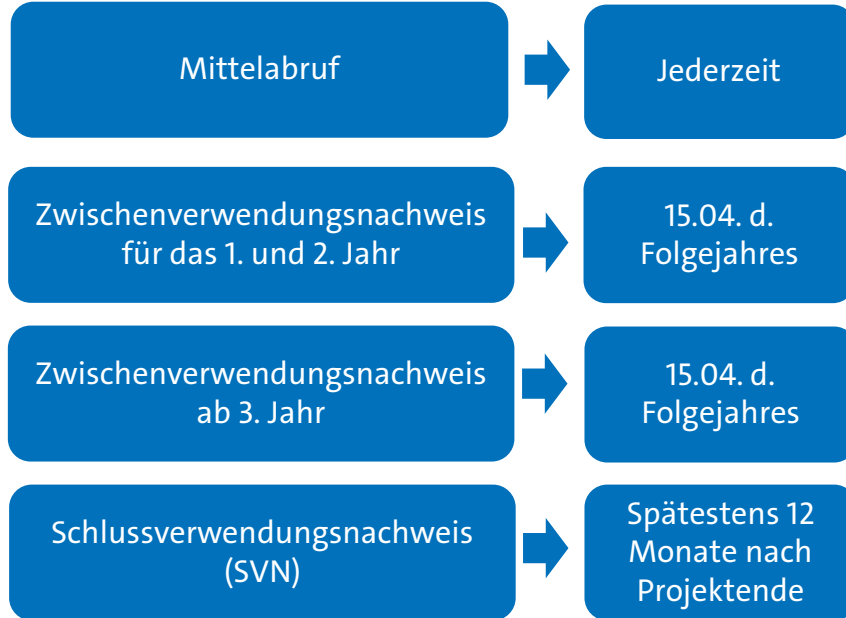 Mittelabruf
Jederzeit
Zwischenverwendungsnachweis
für das 1. und 2. Jahr
15.04. d.
Folgejahres
Zwischenverwendungsnachweis
ab 3. Jahr
15.04. d.
Folgejahres
Schlussverwendungsnachweis
(SVN)
Spätestens 12
Monate nach
Projektende